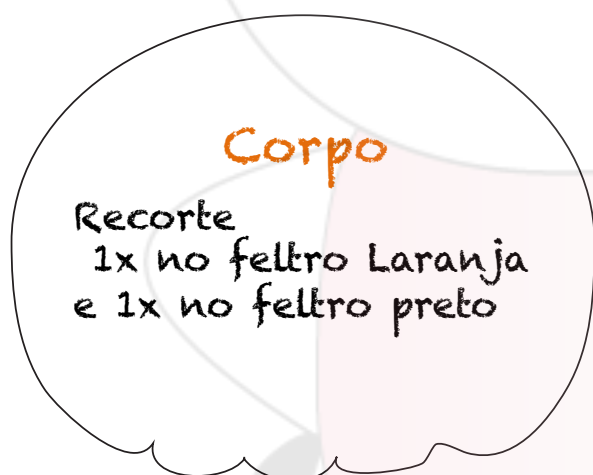 Corpo
Recorte
1x no feltro Laranja
e 1x no feltro preto